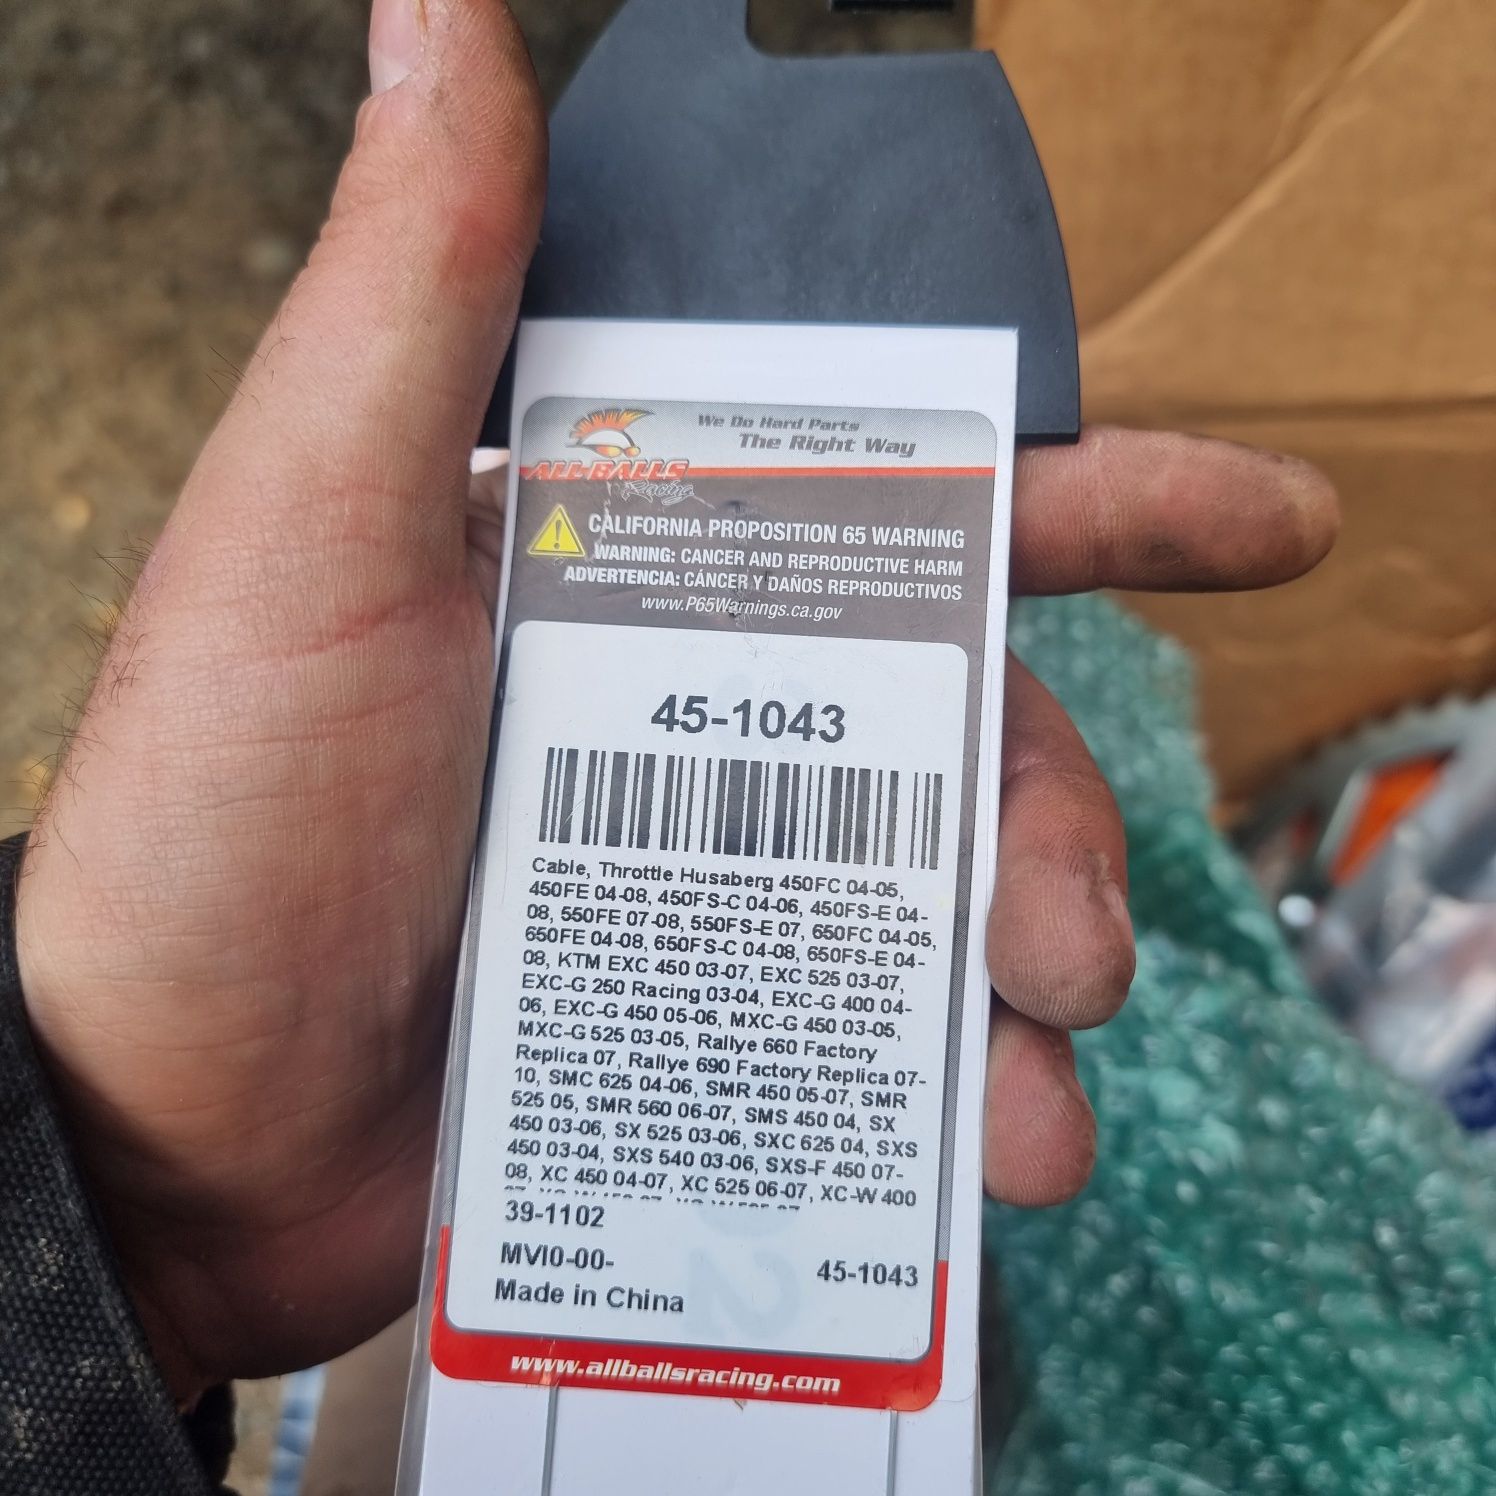 We Do Hard Parts
The Right Way
ALL BALLS
Racing
CALIFORNIA PROPOSITION 65 WARNING
WARNING: CANCER AND REPRODUCTIVE HARM
ADVERTENCIA: CÁNCER Y DAÑOS REPRODUCTIVOS
www.P65Warnings.ca.gov
45-1043
Cable, Throttle Husaberg 450FC 04-05,
450FE 04-08, 450FS-C 04-06, 450FS-E 04-
08, 550FE 07-08, 550FS-E 07, 650FC 04-05,
650FE 04-08, 650FS-C 04-08, 650FS-E 04-
08, KTM EXC 450 03-07, EXC 525 03-07,
EXC-G 250 Racing 03-04, EXC-G 400 04-
06, EXC-G 450 05-06, MXC-G 450 03-05,
MXC-G 525 03-05, Rallye 660 Factory
Replica 07, Rallye 690 Factory Replica 07-
10, SMC 625 04-06, SMR 450 05-07, SMR
525 05, SMR 560 06-07, SMS 450 04, SX
450 03-06, SX 525 03-06, SXC 625 04, SXS
450 03-04, SXS 540 03-06, SXS-F 450 07-
08, XC 450 04-07, XC 525 06-07, XC-W 400
39-1102
MVI0-00-
45-1043
Made in China
www.allballsracing.com